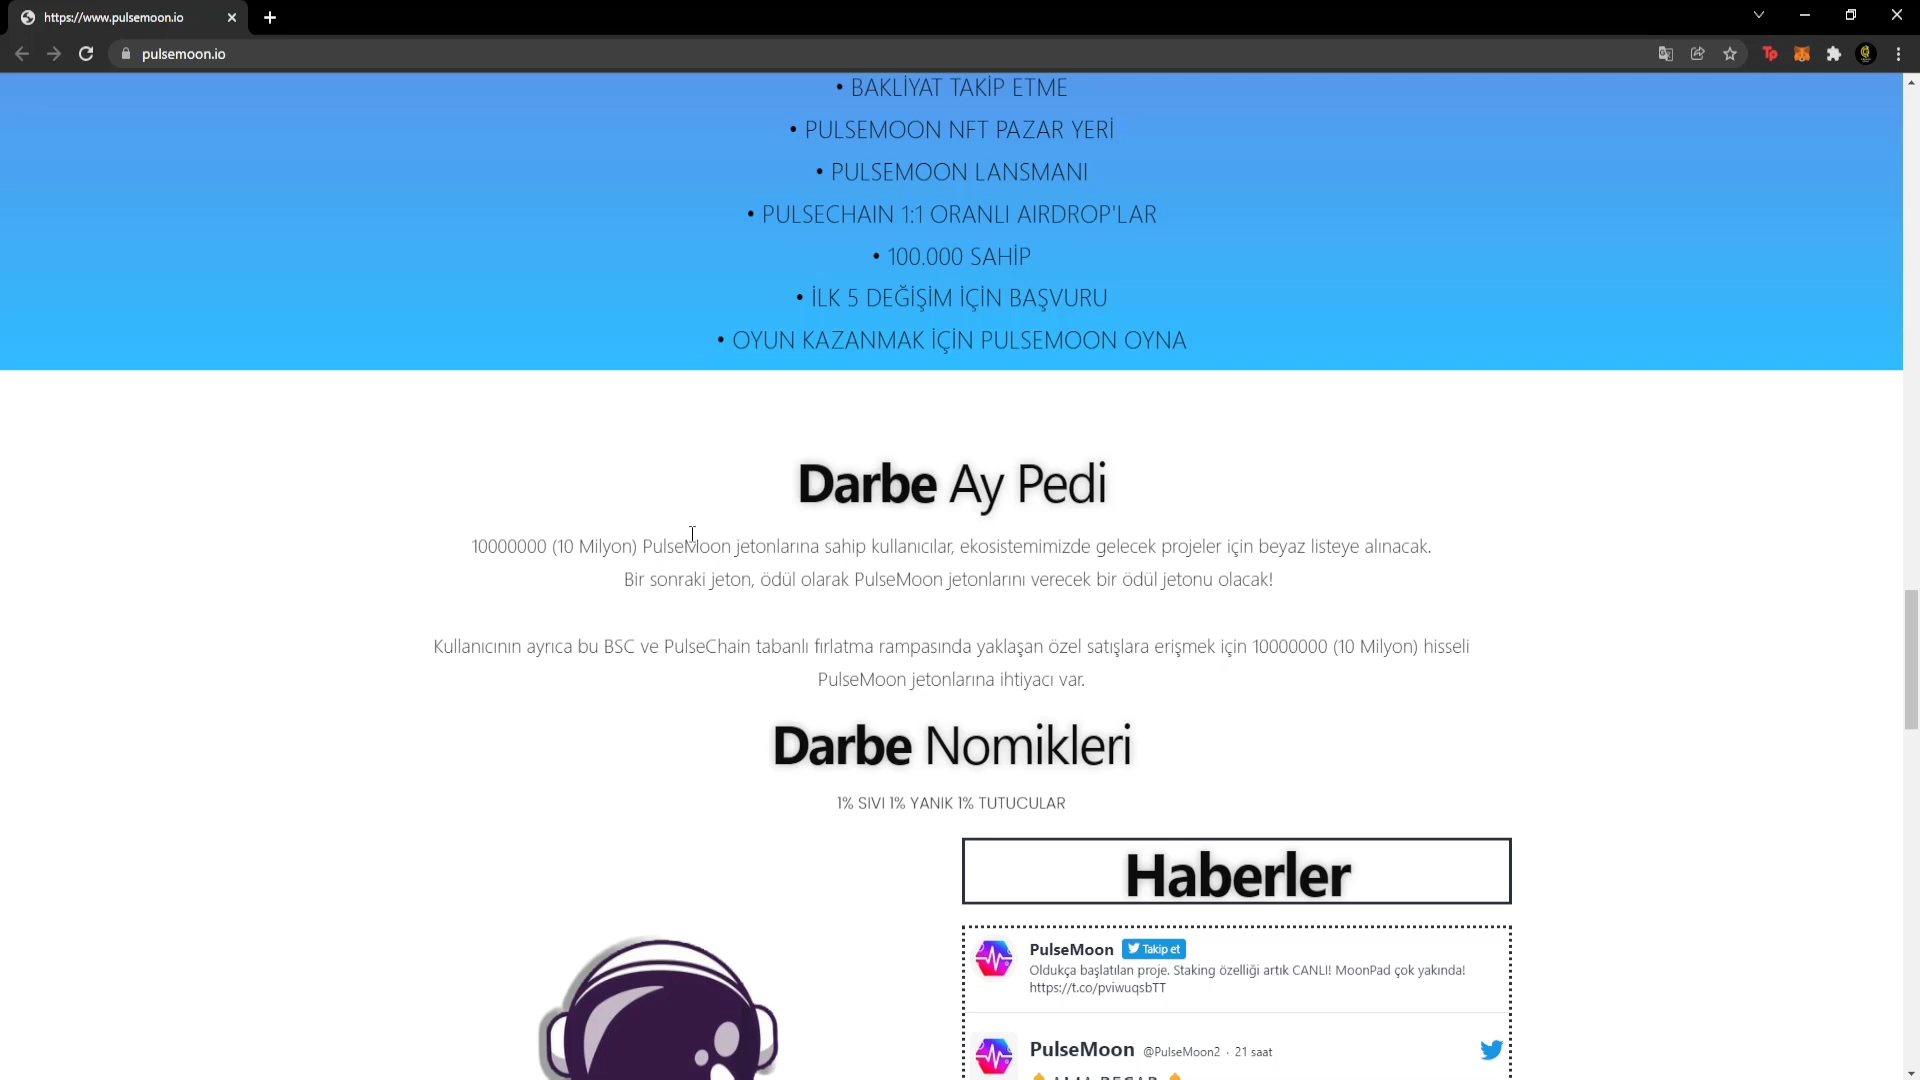 https://www.pulsemoon.io
pulsemoon.io
• BAKLİYAT TAKİP ETME
• PULSEMOON NFT PAZAR YERİ
• PULSEMOON LANSMANI
• PULSECHAIN 1:1 ORANLI AIRDROP'LAR
• 100.000 SAHİP
• İLK 5 DEĞİŞİM İÇİN BAŞVURU
• OYUN KAZANMAK İÇİN PULSEMOON OYNA
Darbe Ay Pedi
10000000 (10 Milyon) PulseMoon jetonlarına sahip kullanıcılar, ekosistemimizde gelecek projeler için beyaz listeye alınacak.
Bir sonraki jeton, ödül olarak PulseMoon jetonlarını verecek bir ödül jetonu olacak!
Kullanıcının ayrıca bu BSC ve PulseChain tabanlı fırlatma rampasında yaklaşan özel satışlara erişmek için 10000000 (10 Milyon) hisseli
PulseMoon jetonlarına ihtiyacı var.
Darbe Nomikleri
1% SIVI 1% YANIK 1% TUTUCULAR
Haberler
PulseMoon Takip et
Oldukça başlatılan proje. Staking özelliği artık CANLI! MoonPad çok yakında!
https://t.co/pviwuqsbTT
PulseMoon @PulseMoon2 · 21 saat